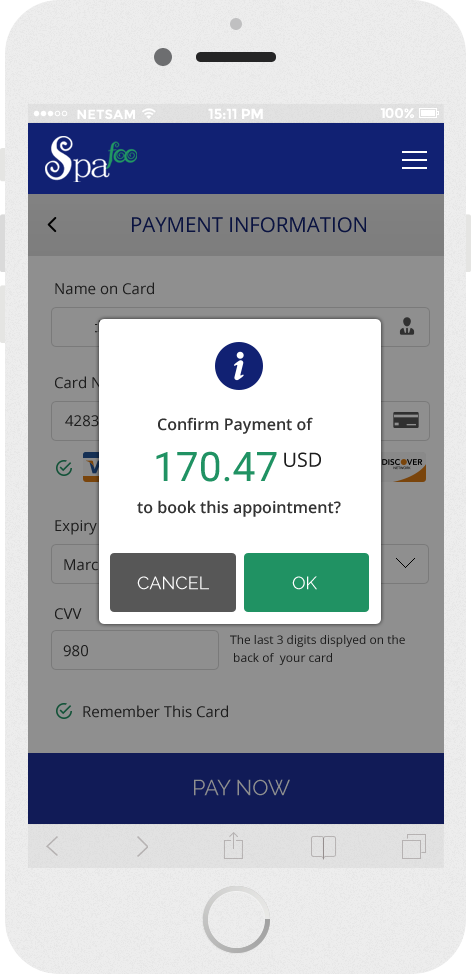 NETSAM 15:11 PM 100%
Spa foo
PAYMENT INFORMATION
Name on Card
i
Confirm Payment of
170.47 USD
to book this appointment?
CANCEL OK
Card N
4283
DISCOVER
NETWORK
Expiry
Marc
CVV
980
The last 3 digits displyed on the
back of your card
Remember This Card
PAY NOW